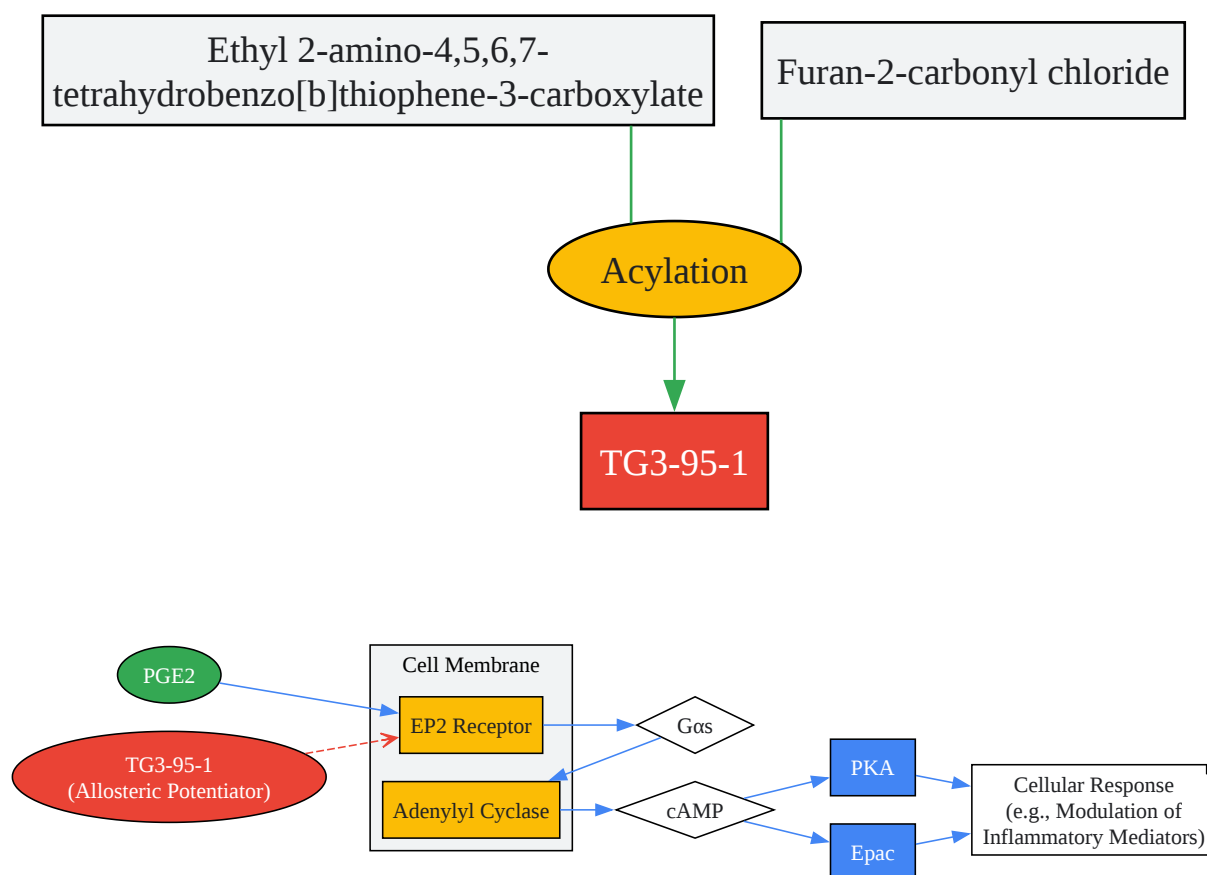 Ethyl 2-amino-4,5,6,7-
tetrahydrobenzo[b]thiophene-3-carboxylate
Furan-2-carbonyl chloride
Acylation
TG3-95-1
PGE2
Cell Membrane
EP2 Receptor
Gαs
TG3-95-1
(Allosteric Potentiator)
Adenylyl Cyclase
cAMP
PKA
Epac
Cellular Response
(e.g., Modulation of
Inflammatory Mediators)